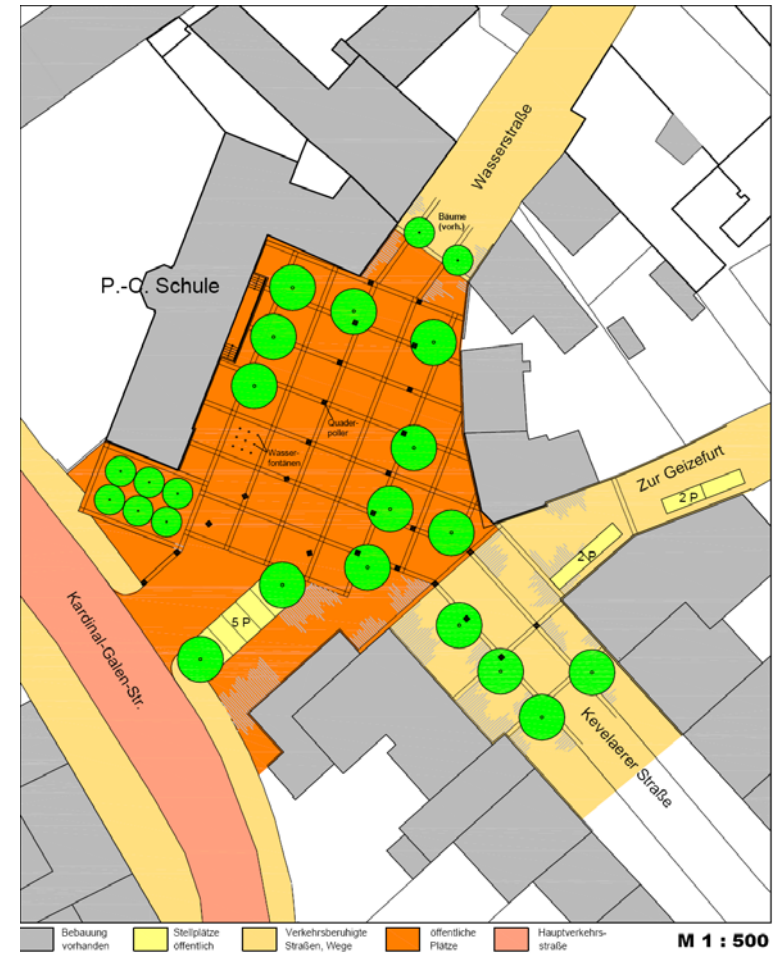 Wasserstraße
Bäume
(vorh.)
P.-C. Schule
Quader-
poller
Wasser-
fontänen
Zur Geizefurt
2 P
2 P
5 P
Kardinal-Galen-Str.
Kevelaerer Straße
Bebauung
vorhanden
Stellplätze
öffentlich
Verkehrsberuhigte
Straßen, Wege
öffentliche
Plätze
Hauptverkehrs-
straße
M 1 : 500